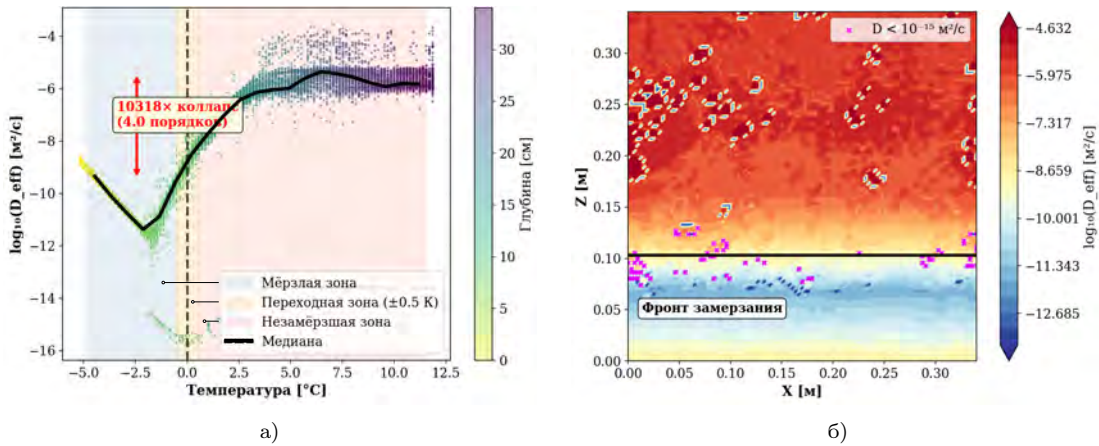 log₁₀(D_eff) [м²/с]
−4
−6
−8
−10
−12
−14
−16
10318× коллап
(4.0 порядков)
Мёрзлая зона
Переходная зона (±0.5 К)
Незамёрзшая зона
Медиана
−5.0 −2.5 0.0 2.5 5.0 7.5 10.0 12.5
Температура [°C]
30
25
20
15
10
5
0
Глубина [см]
а)
Z [м]
0.30
0.25
0.20
0.15
0.10
0.05
0.00
D < 10⁻¹⁵ м²/с
Фронт замерзания
0.00 0.05 0.10 0.15 0.20 0.25 0.30
X [м]
−4.632
−5.975
−7.317
−8.659
−10.001
−11.343
−12.685
log₁₀(D_eff) [м²/с]
б)